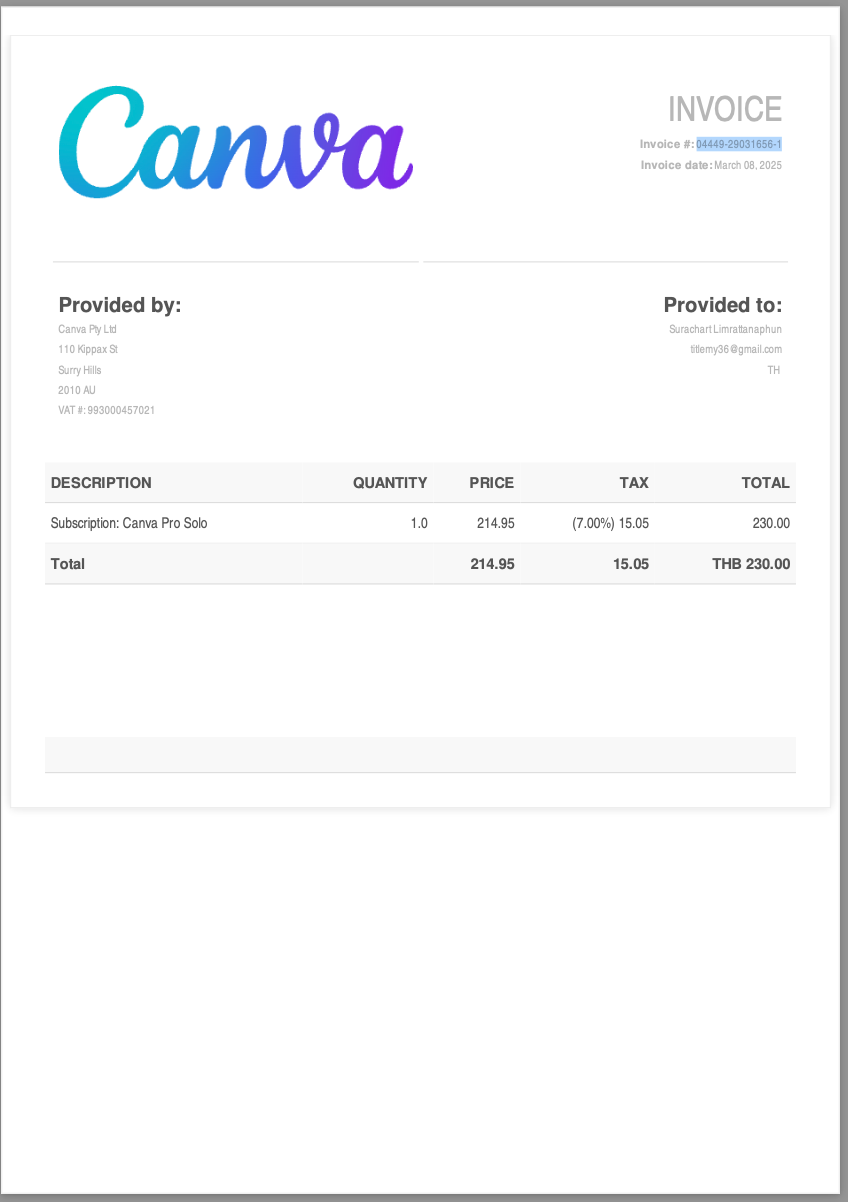 Canva
INVOICE
Invoice #: 04449-29031656-1
Invoice date: March 08, 2025
Provided by:
Canva Pty Ltd
110 Kippax St
Surry Hills
2010 AU
VAT #: 993000457021
Provided to:
Surachart Limrattanaphun
titlemy36@gmail.com
TH
DESCRIPTION QUANTITY PRICE TAX TOTAL
Subscription: Canva Pro Solo 1.0 214.95 (7.00%) 15.05 230.00
Total 214.95 15.05 THB 230.00